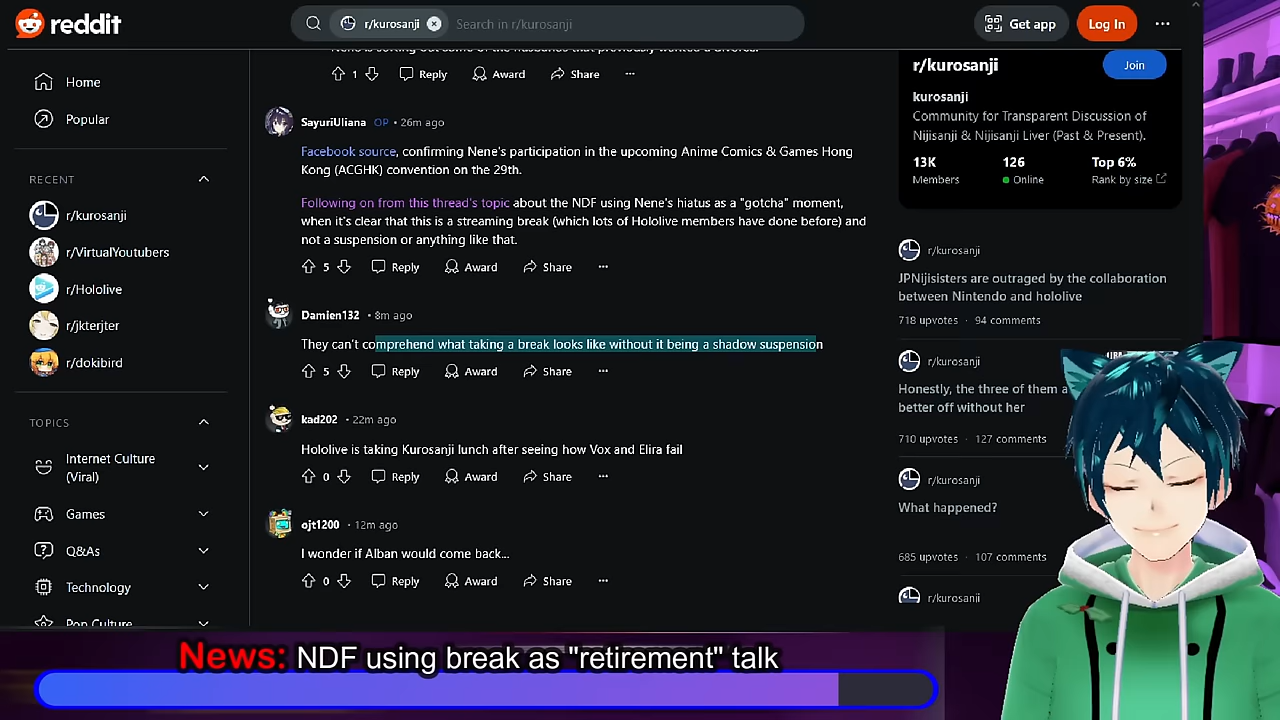 reddit
r/kurosanji
Search in r/kurosanji
Get app
Log In
Home
Popular
RECENT
r/kurosanji
r/VirtualYoutubers
r/Hololive
r/jkterjter
r/dokibird
TOPICS
Internet Culture
(Viral)
Games
Q&As
Technology
Pop Culture
1
Reply
Award
Share
SayuriUliana OP • 26m ago
Facebook source, confirming Nene's participation in the upcoming Anime Comics & Games Hong
Kong (ACGHK) convention on the 29th.
Following on from this thread's topic about the NDF using Nene's hiatus as a "gotcha" moment,
when it's clear that this is a streaming break (which lots of Hololive members have done before) and
not a suspension or anything like that.
5 Reply Award Share
Damien132 • 8m ago
They can't comprehend what taking a break looks like without it being a shadow suspension
5 Reply Award Share
kad202 • 22m ago
Hololive is taking Kurosanji lunch after seeing how Vox and Elira fail
0 Reply Award Share
ojt1200 • 12m ago
I wonder if Alban would come back...
0 Reply Award Share
r/kurosanji
Join
kurosanji
Community for Transparent Discussion of
Nijisanji & Nijisanji Liver (Past & Present).
13K 126 Top 6%
Members Online Rank by size
r/kurosanji
JPNijisisters are outraged by the collaboration
between Nintendo and hololive
718 upvotes · 94 comments
r/kurosanji
Honestly, the three of them a
better off without her
710 upvotes · 127 comments
r/kurosanji
What happened?
685 upvotes · 107 comments
r/kurosanji
News: NDF using break as "retirement" talk